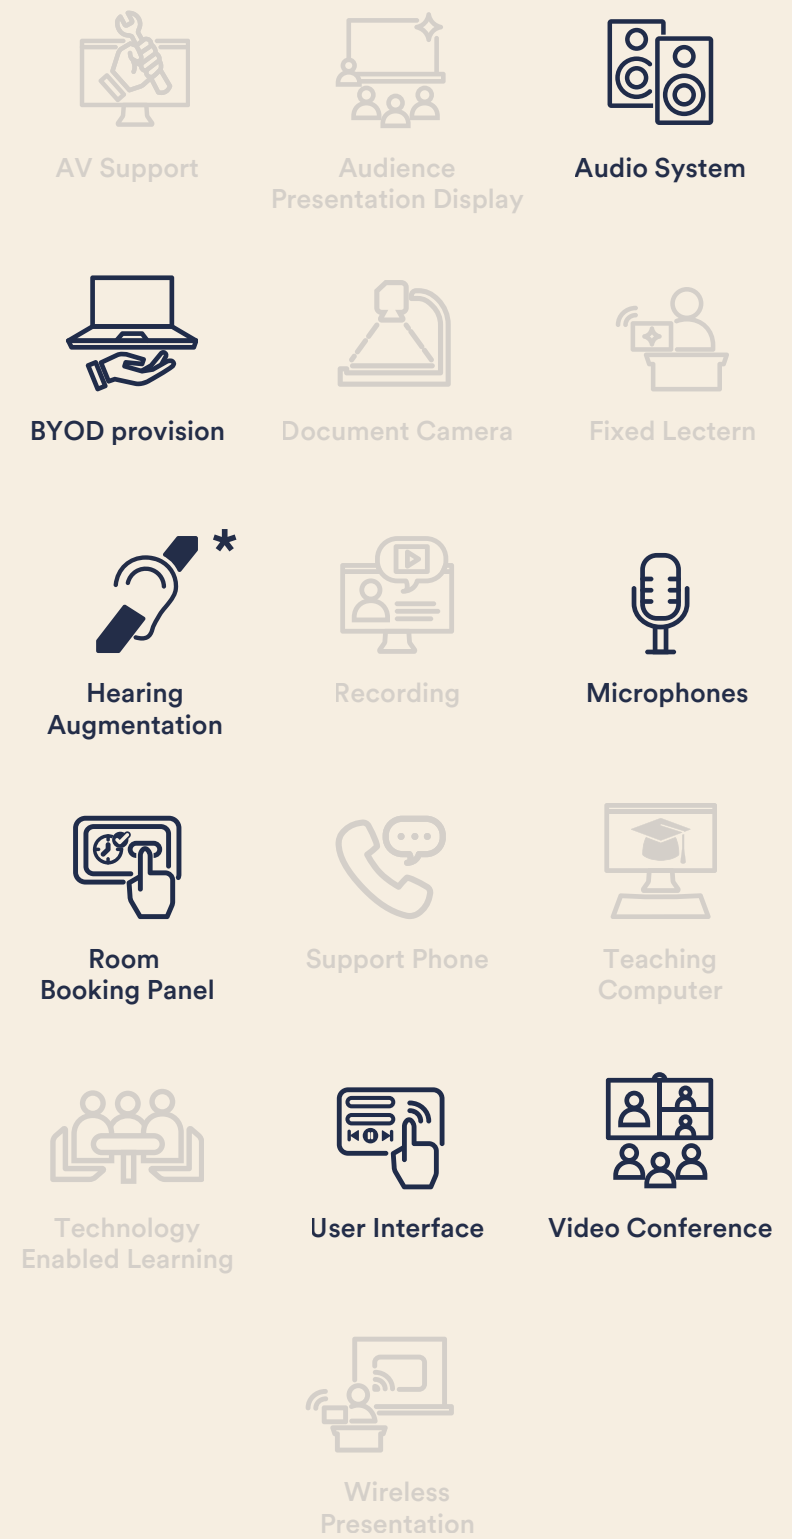 AV Support
Audience
Presentation Display
Audio System
BYOD provision
Document Camera
Fixed Lectern
*
Hearing
Augmentation
Recording
Microphones
Room
Booking Panel
Support Phone
Teaching
Computer
Technology
Enabled Learning
User Interface
Video Conference
Wireless
Presentation